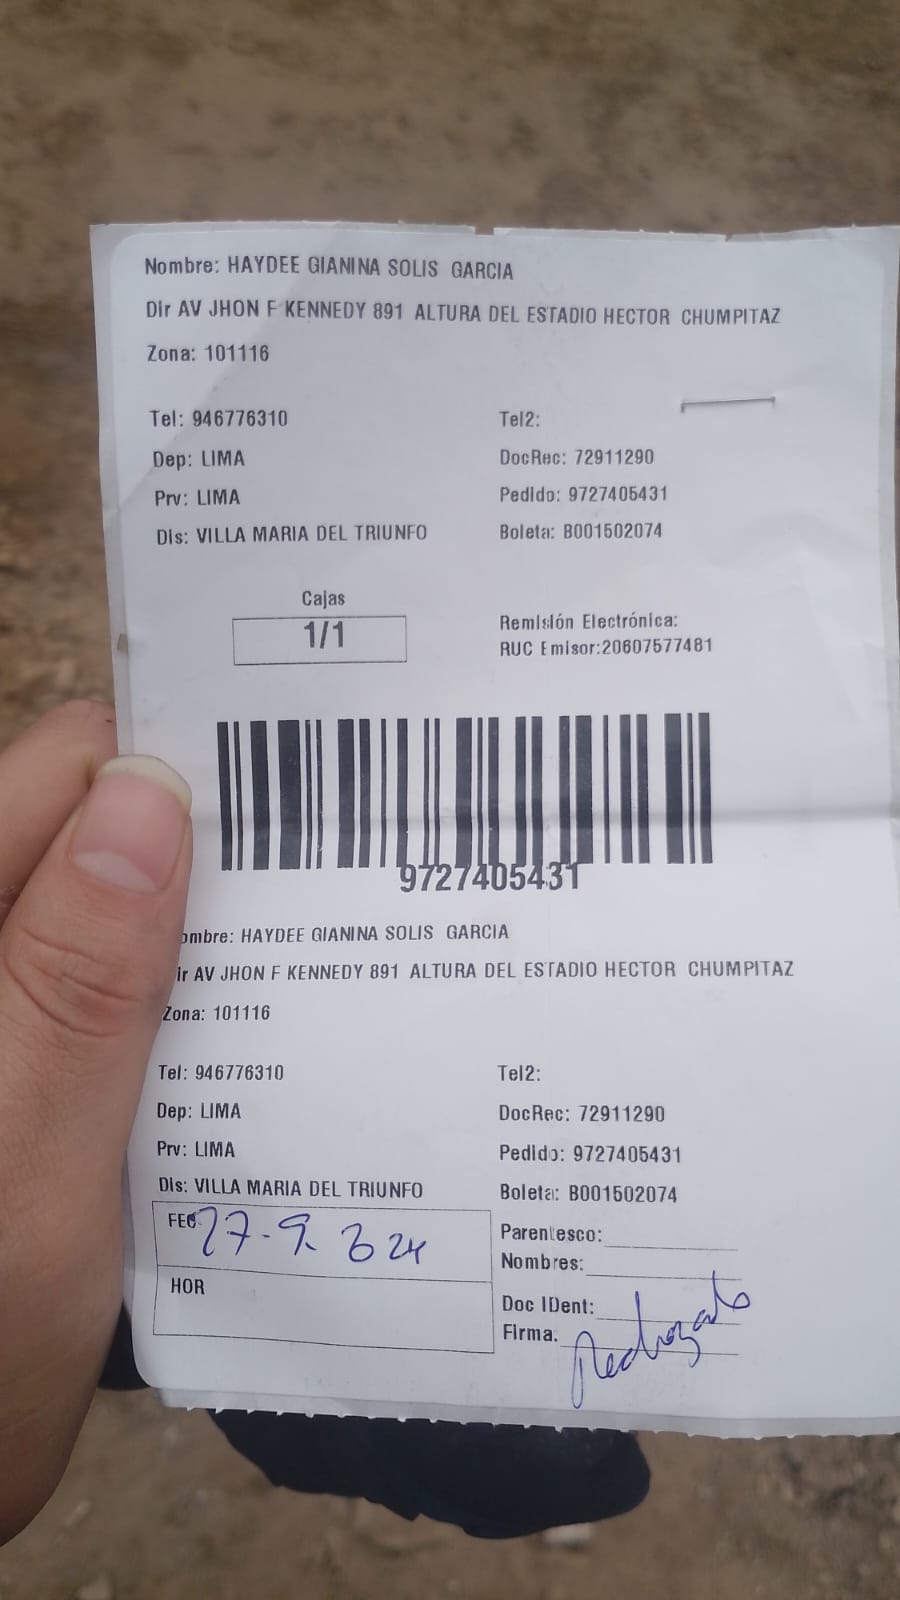 Nombre: HAYDEE GIANINA SOLIS GARCIA
Dir AV JHON F KENNEDY 891 ALTURA DEL ESTADIO HECTOR CHUMPITAZ
Zona: 101116
Tel: 946776310 Tel2:
Dep: LIMA DocRec: 72911290
Prv: LIMA Pedido: 9727405431
Dis: VILLA MARIA DEL TRIUNFO Boleta: B001502074
Cajas
1/1
Remisión Electrónica:
RUC Emisor:20607577481
9727405431
ombre: HAYDEE GIANINA SOLIS GARCIA
ir AV JHON F KENNEDY 891 ALTURA DEL ESTADIO HECTOR CHUMPITAZ
Zona: 101116
Tel: 946776310 Tel2:
Dep: LIMA DocRec: 72911290
Prv: LIMA Pedido: 9727405431
Dis: VILLA MARIA DEL TRIUNFO Boleta: B001502074
FEC
HOR
Parentesco:
Nombres:
Doc IDent:
Firma. Rechazado